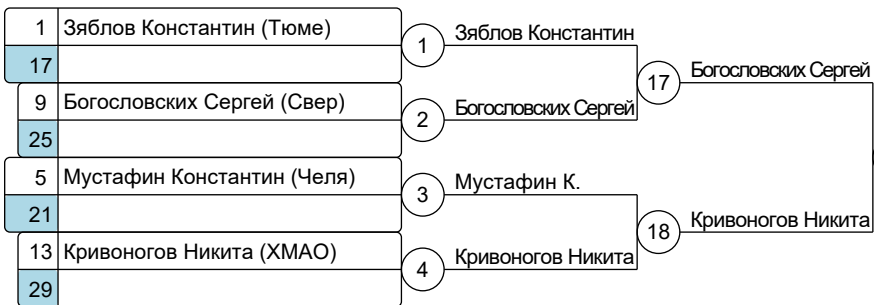 1 Зяблов Константин (Тюме)
17
1 Зяблов Константин
9 Богословских Сергей (Свер)
25
2 Богословских Сергей
17 Богословских Сергей
5 Мустафин Константин (Челя)
21
3 Мустафин К.
13 Кривоногов Никита (ХМАО)
29
4 Кривоногов Никита
18 Кривоногов Никита